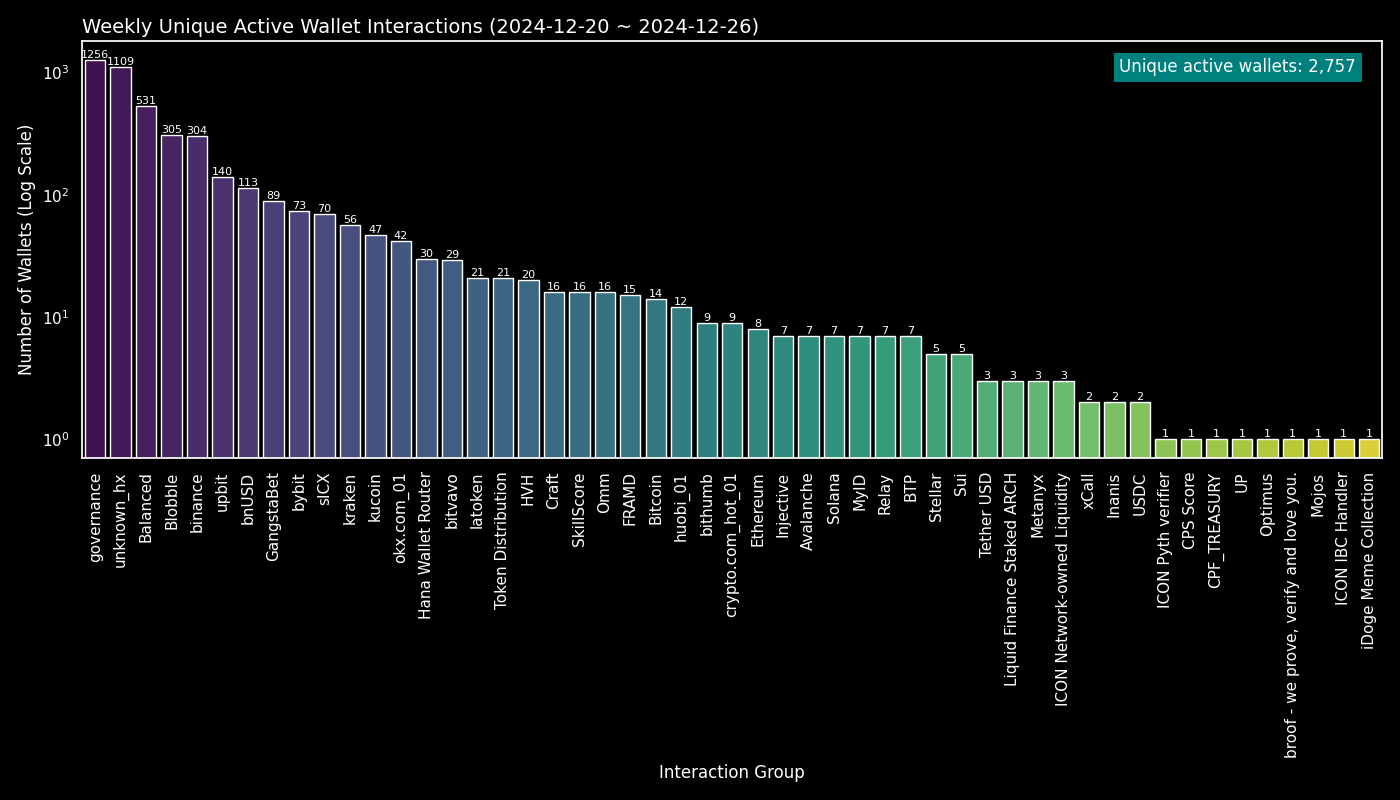 Weekly Unique Active Wallet Interactions (2024-12-20 ~ 2024-12-26)
Unique active wallets: 2,757
Number of Wallets (Log Scale)
10³
10²
10¹
10⁰
1256
1109
531
305
304
140
113
89
73
70
56
47
42
30
29
21
21
20
16
16
16
15
14
12
9
9
8
7
7
7
7
7
7
5
5
3
3
3
3
2
2
2
1
1
1
1
1
1
1
1
1
governance
unknown_hx
Balanced
Blobble
binance
upbit
bnUSD
GangstaBet
bybit
sICX
kraken
kucoin
okx.com_01
Hana Wallet Router
bitvavo
latoken
Token Distribution
HVH
Craft
SkillScore
Omm
FRAMD
Bitcoin
huobi_01
bithumb
crypto.com_hot_01
Ethereum
Injective
Avalanche
Solana
MyID
Relay
BTP
Stellar
Sui
Tether USD
Liquid Finance Staked ARCH
Metanyx
ICON Network-owned Liquidity
xCall
Inanis
USDC
ICON Pyth verifier
CPS Score
CPF_TREASURY
UP
Optimus
broof - we prove, verify and love you.
Mojos
ICON IBC Handler
iDoge Meme Collection
Interaction Group